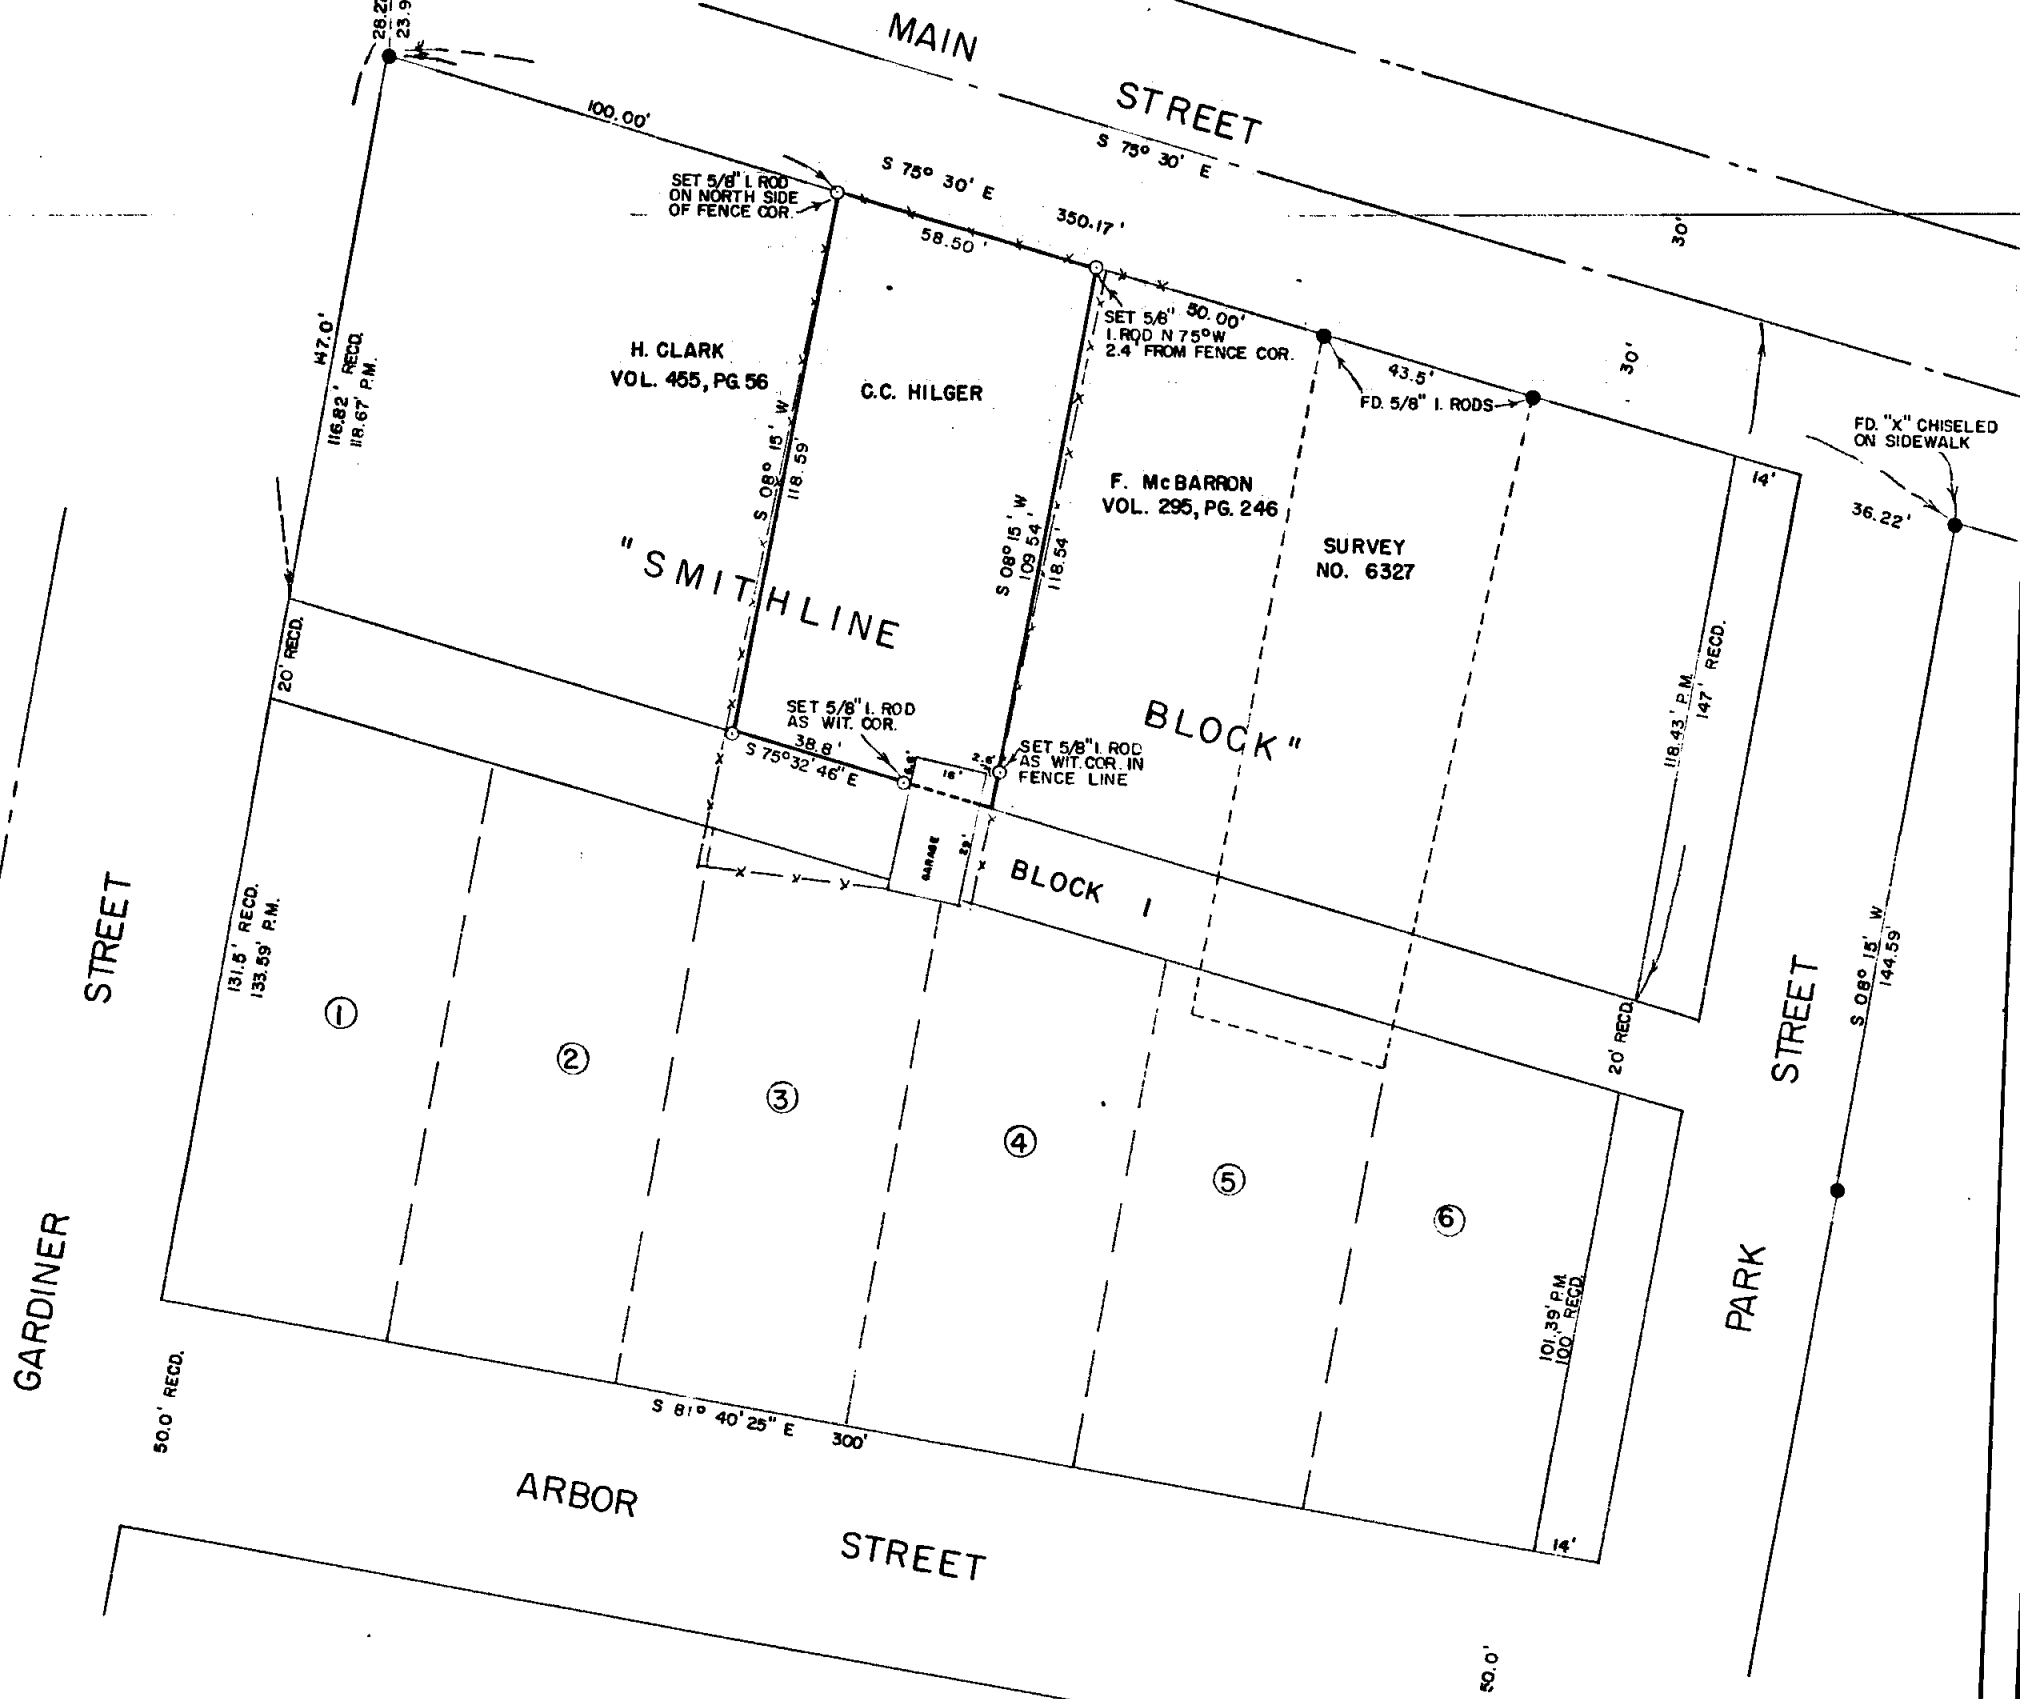 28.2
23.9
MAIN
STREET
S 75° 30' E
100.00'
S 75° 30' E
350.17'
SET 5/8" I. ROD
ON NORTH SIDE
OF FENCE COR.
58.50'
30'
50.00'
SET 5/8"
I. ROD N 75° W
2.4' FROM FENCE COR.
30'
43.5'
FD. 5/8" I. RODS
FD. "X" CHISELED
ON SIDEWALK
14'
36.22'
147.0'
116.82' RECD.
118.67' P.M.
H. CLARK
VOL. 455, PG. 56
C.C. HILGER
S 08° 15' W
118.59'
F. McBARRON
VOL. 295, PG. 246
S 08° 15' W
109 54'
118.54'
SURVEY
NO. 6327
"SMITHLINE
BLOCK"
20' RECD.
118.43' P.M.
147' RECD.
SET 5/8" I. ROD
AS WIT. COR.
38.8'
S 75° 32' 46" E
16'
SET 5/8" I. ROD
AS WIT. COR. IN
FENCE LINE
GARAGE
29'
BLOCK 1
STREET
131.5' RECD.
133.59' P.M.
S 08° 15' W
144.59'
STREET
20' RECD.
1
2
3
4
5
6
GARDINER
PARK
101.39' P.M.
100' RECD.
50.0' RECD.
S 81° 40' 25" E
300'
ARBOR
STREET
14'
50.0'